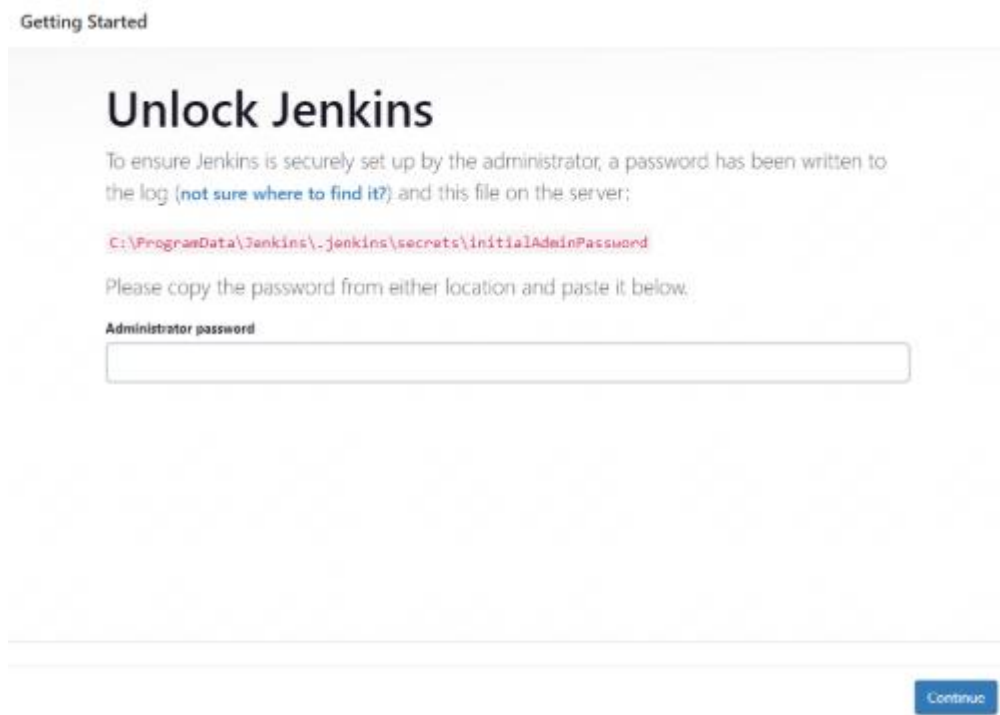 Getting Started
Unlock Jenkins
To ensure Jenkins is securely set up by the administrator, a password has been written to
the log (not sure where to find it?) and this file on the server:
C:\ProgramData\Jenkins\.jenkins\secrets\initialAdminPassword
Please copy the password from either location and paste it below.
Administrator password
Continue